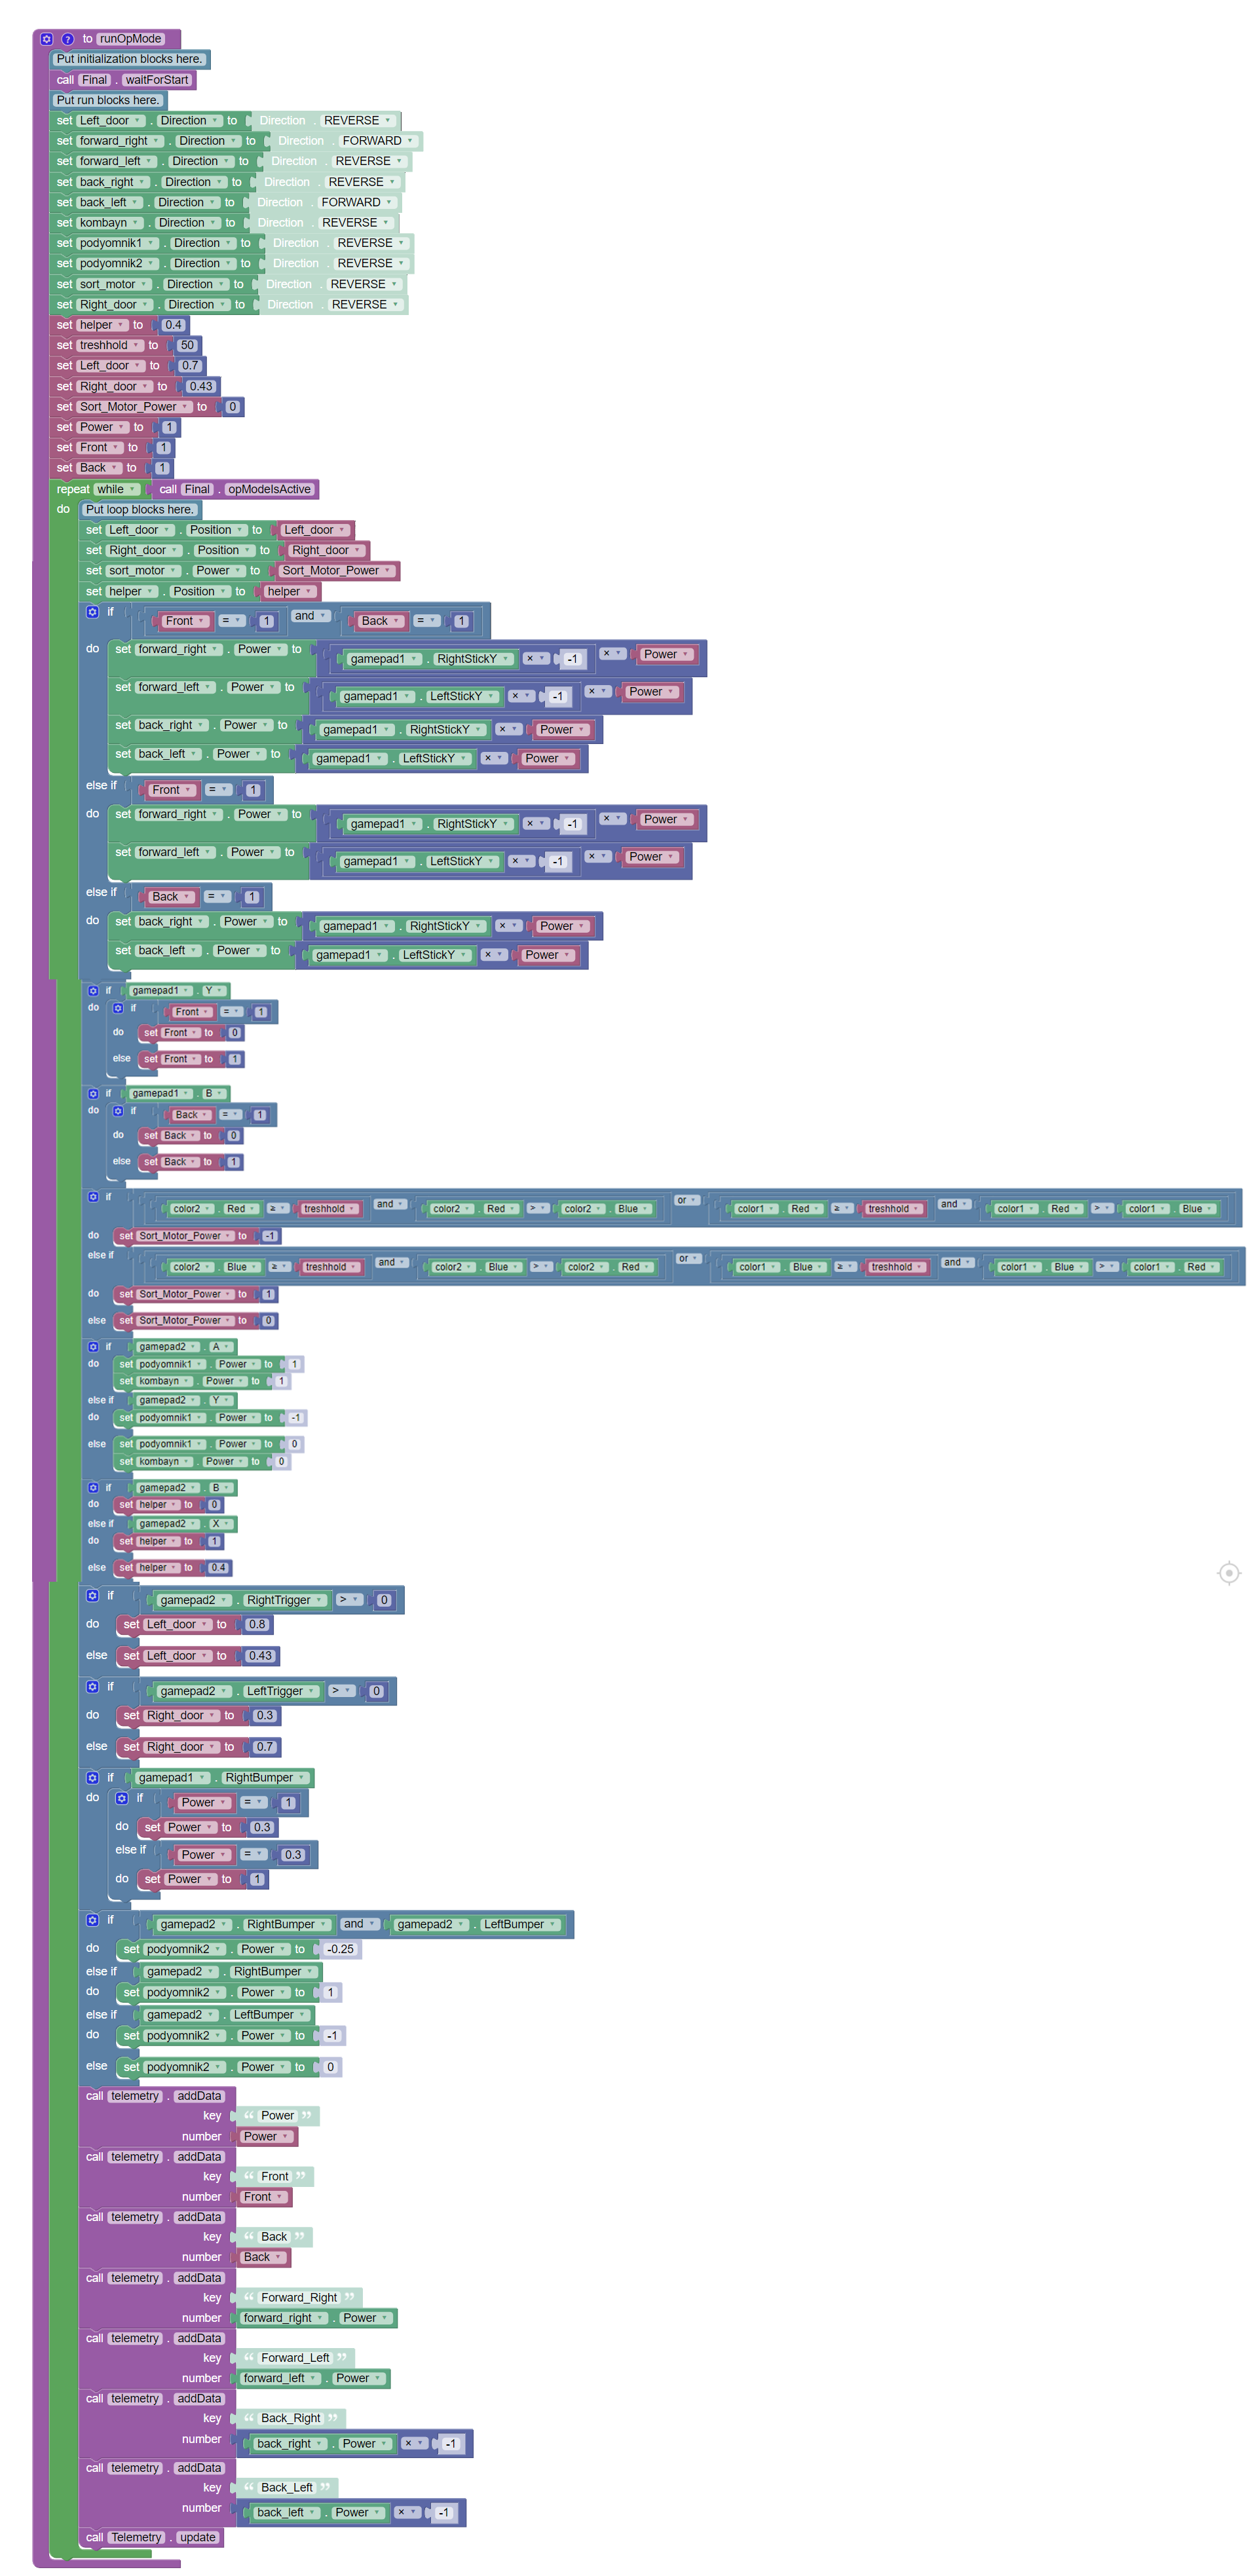 to runOpMode
Put initialization blocks here.
call Final . waitForStart
Put run blocks here.
set Left_door . Direction to Direction . REVERSE
set forward_right . Direction to Direction . FORWARD
set forward_left . Direction to Direction . REVERSE
set back_right . Direction to Direction . REVERSE
set back_left . Direction to Direction . FORWARD
set kombayn . Direction to Direction . REVERSE
set podyomnik1 . Direction to Direction . REVERSE
set podyomnik2 . Direction to Direction . REVERSE
set sort_motor . Direction to Direction . REVERSE
set Right_door . Direction to Direction . REVERSE
set helper to 0.4
set treshhold to 50
set Left_door to 0.7
set Right_door to 0.43
set Sort_Motor_Power to 0
set Power to 1
set Front to 1
set Back to 1
repeat while call Final . opModeIsActive
do Put loop blocks here.
set Left_door . Position to Left_door
set Right_door . Position to Right_door
set sort_motor . Power to Sort_Motor_Power
set helper . Position to helper
if Front = 1 and Back = 1
do set forward_right . Power to gamepad1 . RightStickY × -1 × Power
set forward_left . Power to gamepad1 . LeftStickY × -1 × Power
set back_right . Power to gamepad1 . RightStickY × Power
set back_left . Power to gamepad1 . LeftStickY × Power
else if Front = 1
do set forward_right . Power to gamepad1 . RightStickY × -1 × Power
set forward_left . Power to gamepad1 . LeftStickY × -1 × Power
else if Back = 1
do set back_right . Power to gamepad1 . RightStickY × Power
set back_left . Power to gamepad1 . LeftStickY × Power
if gamepad1 . Y
do if Front = 1
do set Front to 0
else set Front to 1
if gamepad1 . B
do if Back = 1
do set Back to 0
else set Back to 1
if color2 . Red ≥ treshhold and color2 . Red > color2 . Blue or color1 . Red ≥ treshhold and color1 . Red > color1 . Blue
do set Sort_Motor_Power to -1
else if color2 . Blue ≥ treshhold and color2 . Blue > color2 . Red or color1 . Blue ≥ treshhold and color1 . Blue > color1 . Red
do set Sort_Motor_Power to 1
else set Sort_Motor_Power to 0
if gamepad2 . A
do set podyomnik1 . Power to 1
set kombayn . Power to 1
else if gamepad2 . Y
do set podyomnik1 . Power to -1
else set podyomnik1 . Power to 0
set kombayn . Power to 0
if gamepad2 . B
do set helper to 0
else if gamepad2 . X
do set helper to 1
else set helper to 0.4
if gamepad2 . RightTrigger > 0
do set Left_door to 0.8
else set Left_door to 0.43
if gamepad2 . LeftTrigger > 0
do set Right_door to 0.3
else set Right_door to 0.7
if gamepad1 . RightBumper
do if Power = 1
do set Power to 0.3
else if Power = 0.3
do set Power to 1
if gamepad2 . RightBumper and gamepad2 . LeftBumper
do set podyomnik2 . Power to -0.25
else if gamepad2 . RightBumper
do set podyomnik2 . Power to 1
else if gamepad2 . LeftBumper
do set podyomnik2 . Power to -1
else set podyomnik2 . Power to 0
call telemetry . addData
key “ Power ”
number Power
call telemetry . addData
key “ Front ”
number Front
call telemetry . addData
key “ Back ”
number Back
call telemetry . addData
key “ Forward_Right ”
number forward_right . Power
call telemetry . addData
key “ Forward_Left ”
number forward_left . Power
call telemetry . addData
key “ Back_Right ”
number back_right . Power × -1
call telemetry . addData
key “ Back_Left ”
number back_left . Power × -1
call Telemetry . update